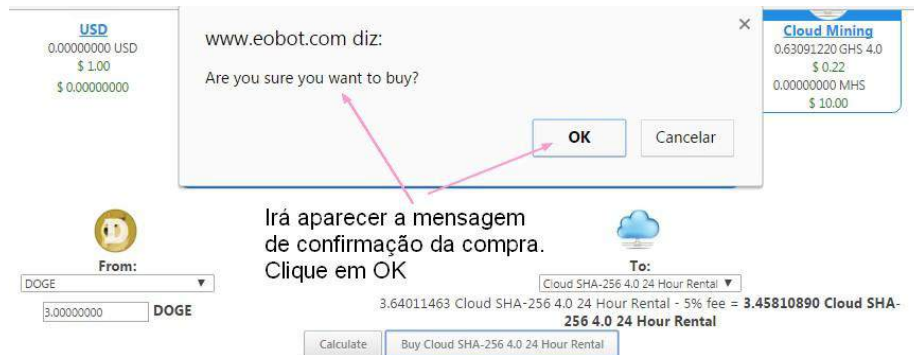 USD
0.00000000 USD
$ 1.00
$ 0.00000000
www.eobot.com diz:
Are you sure you want to buy?
OK
Cancelar
Cloud Mining
0.63091220 GHS 4.0
$ 0.22
0.00000000 MHS
$ 10.00
Irá aparecer a mensagem
de confirmação da compra.
Clique em OK
From:
DOGE
3.00000000 DOGE
To:
Cloud SHA-256 4.0 24 Hour Rental
3.64011463 Cloud SHA-256 4.0 24 Hour Rental - 5% fee = 3.45810890 Cloud SHA-
256 4.0 24 Hour Rental
Calculate
Buy Cloud SHA-256 4.0 24 Hour Rental